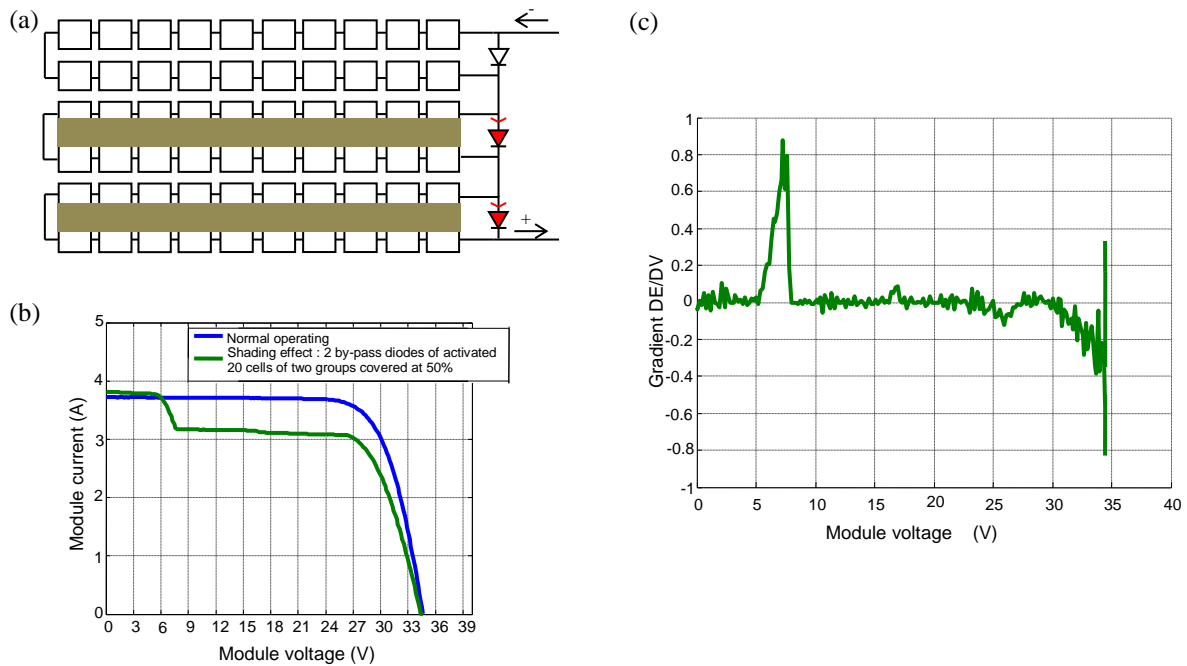 (a)
-
+
(b)
5
4
3
2
1
0
Module current (A)
Normal operating
Shading effect : 2 by-pass diodes of activated
20 cells of two groups covered at 50%
0 3 6 9 12 15 18 21 24 27 30 33 36 39
Module voltage (V)
(c)
1
0.8
0.6
0.4
0.2
0
-0.2
-0.4
-0.6
-0.8
-1
Gradient DE/DV
0 5 10 15 20 25 30 35 40
Module voltage (V)